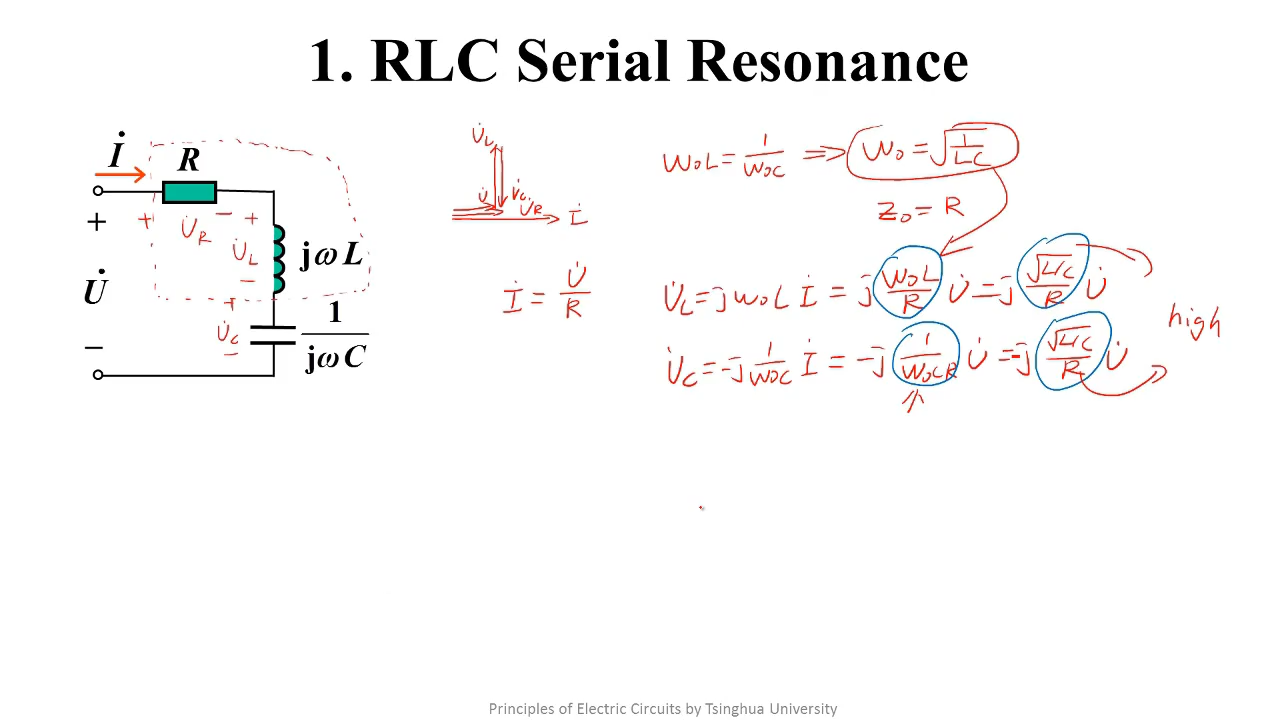 1. RLC Serial Resonance
İ
R
+
U̇
−
+ U̇R −
+ U̇L −
jωL
+ U̇C −
1/(jωC)
U̇L
U̇ U̇C U̇R
İ
İ = U̇/R
ω0L = 1/(ω0C) ⇒ ω0 = √(1/(LC))
Z0 = R
U̇L = jω0L İ = j (ω0L/R) U̇ = j (√(L/C)/R) U̇
high
U̇C = -j 1/(ω0C) İ = -j (1/(ω0CR)) U̇ = -j (√(L/C)/R) U̇
Principles of Electric Circuits by Tsinghua University